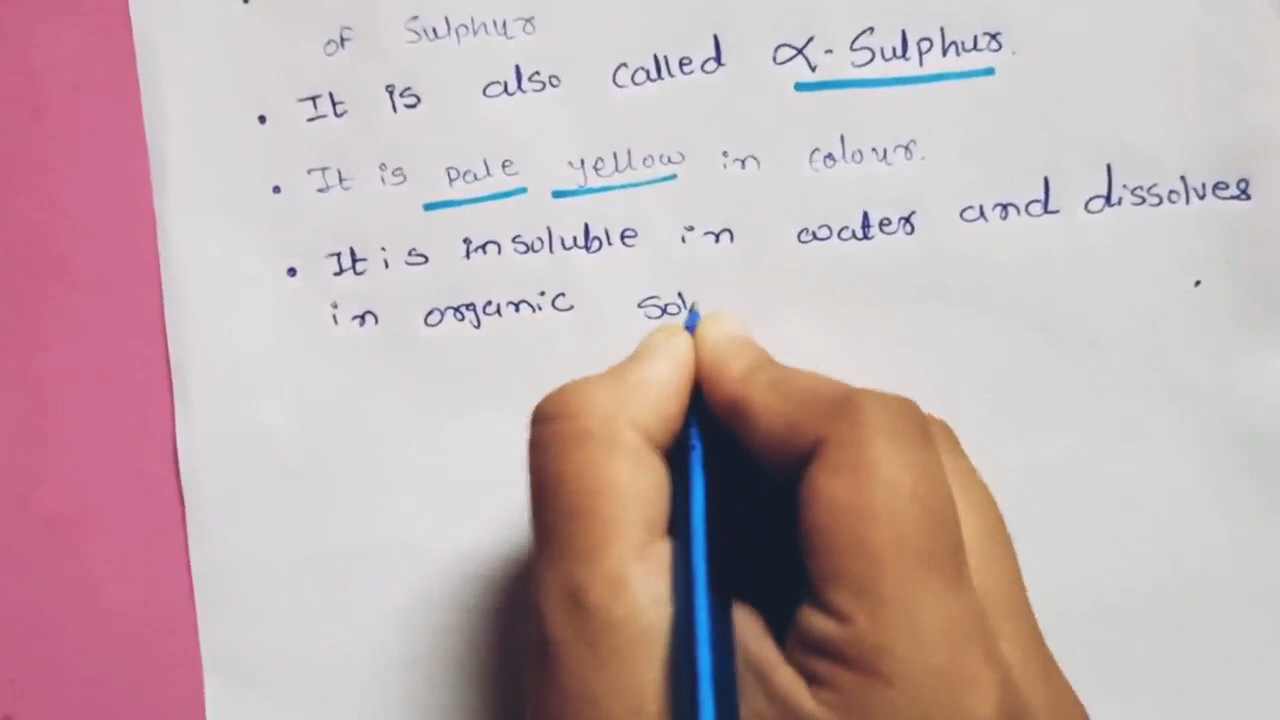 of Sulphur
• It is also called α-Sulphur.
• It is pale yellow in colour.
• It is insoluble in water and dissolves
in organic sol